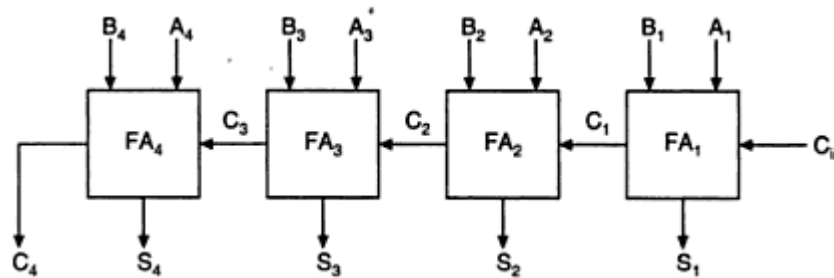 B₄ A₄ B₃ A₃ B₂ A₂ B₁ A₁
FA₄ C₃ FA₃ C₂ FA₂ C₁ FA₁ Cᵢ
C₄ S₄ S₃ S₂ S₁